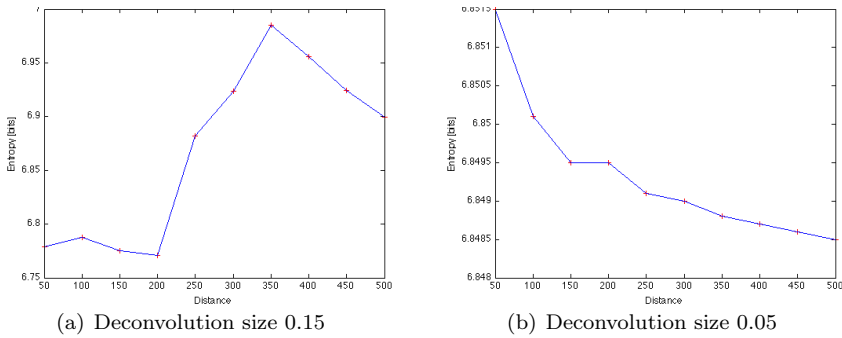 7
6.95
6.9
6.85
6.8
6.75
Entropy [bits]
50 100 150 200 250 300 350 400 450 500
Distance
(a) Deconvolution size 0.15
6.8515
6.851
6.8505
6.85
6.8495
6.849
6.8485
6.848
Entropy [bits]
50 100 150 200 250 300 350 400 450 500
Distance
(b) Deconvolution size 0.05